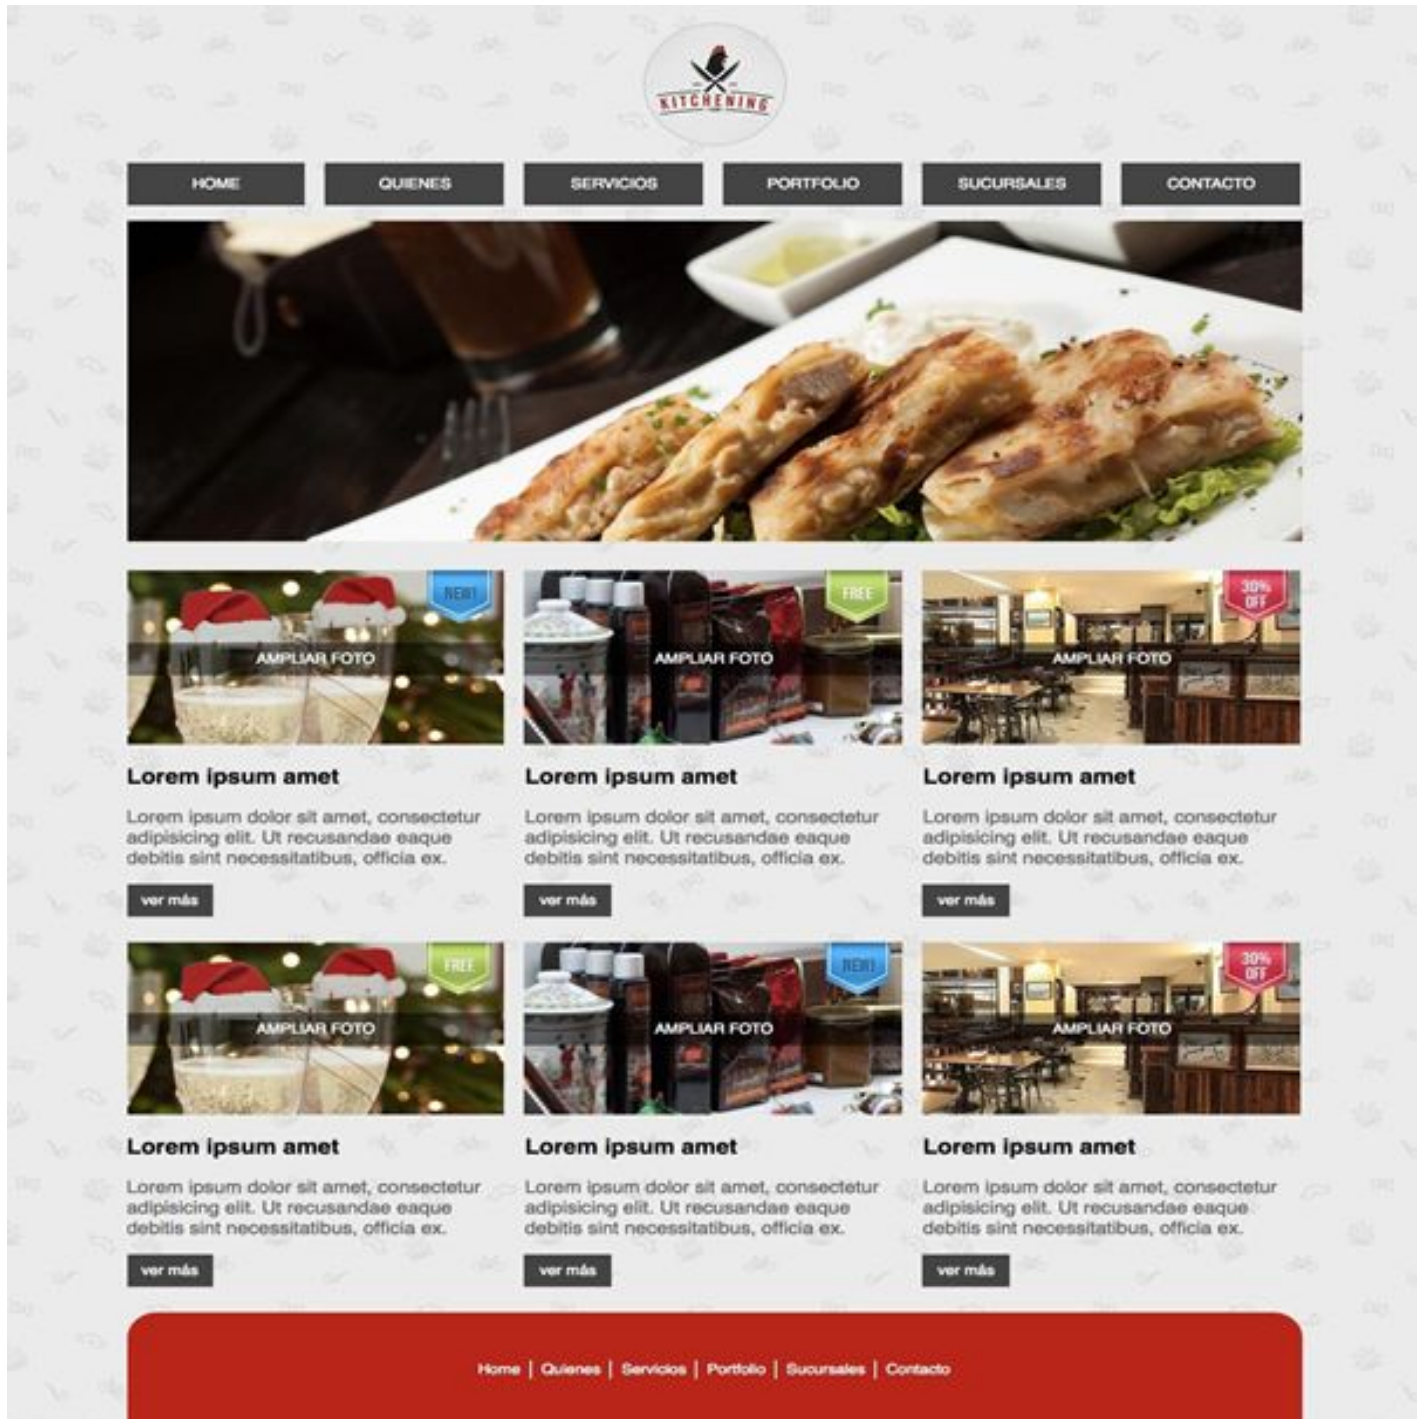 KITCHENING
HOME
QUIENES
SERVICIOS
PORTFOLIO
SUCURSALES
CONTACTO
NEW!
AMPLIAR FOTO
FREE
AMPLIAR FOTO
30%
OFF
AMPLIAR FOTO
Lorem ipsum amet
Lorem ipsum dolor sit amet, consectetur
adipisicing elit. Ut recusandae eaque
debitis sint necessitatibus, officia ex.
ver más
Lorem ipsum amet
Lorem ipsum dolor sit amet, consectetur
adipisicing elit. Ut recusandae eaque
debitis sint necessitatibus, officia ex.
ver más
Lorem ipsum amet
Lorem ipsum dolor sit amet, consectetur
adipisicing elit. Ut recusandae eaque
debitis sint necessitatibus, officia ex.
ver más
FREE
AMPLIAR FOTO
NEW!
AMPLIAR FOTO
30%
OFF
AMPLIAR FOTO
Lorem ipsum amet
Lorem ipsum dolor sit amet, consectetur
adipisicing elit. Ut recusandae eaque
debitis sint necessitatibus, officia ex.
ver más
Lorem ipsum amet
Lorem ipsum dolor sit amet, consectetur
adipisicing elit. Ut recusandae eaque
debitis sint necessitatibus, officia ex.
ver más
Lorem ipsum amet
Lorem ipsum dolor sit amet, consectetur
adipisicing elit. Ut recusandae eaque
debitis sint necessitatibus, officia ex.
ver más
Home | Quienes | Servicios | Portfolio | Sucursales | Contacto